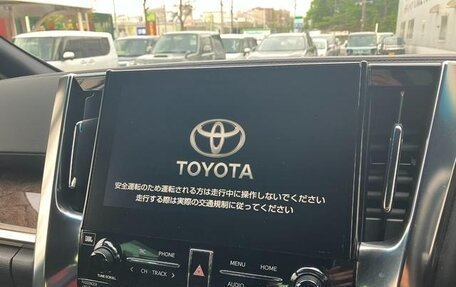 TOYOTA
安全運転のため運転される方は走行中に操作しないでください
走行する際は実際の交通規制に従ってください
JBL
PHONE
MENU
HOME
TUNE/SCROLL
CH・TRACK
AUDIO